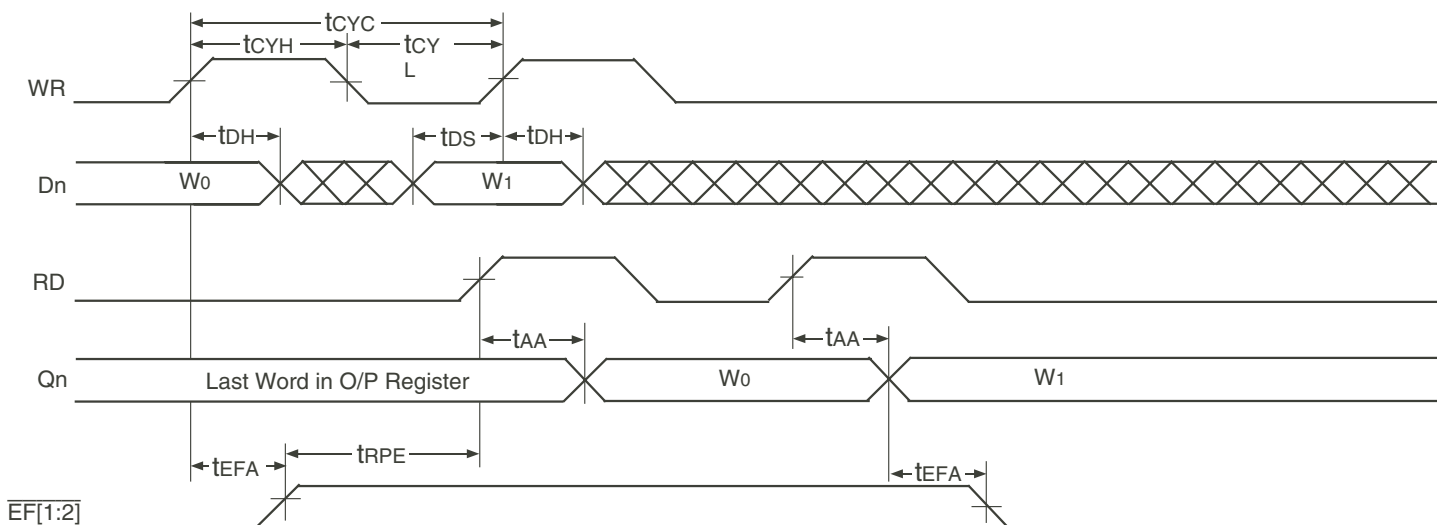 tCYC
tCYH
tCY
L
WR
tDH
tDS
tDH
Dn
W0
W1
RD
tAA
tAA
Qn
Last Word in O/P Register
W0
W1
tEFA
tRPE
tEFA
EF[1:2]